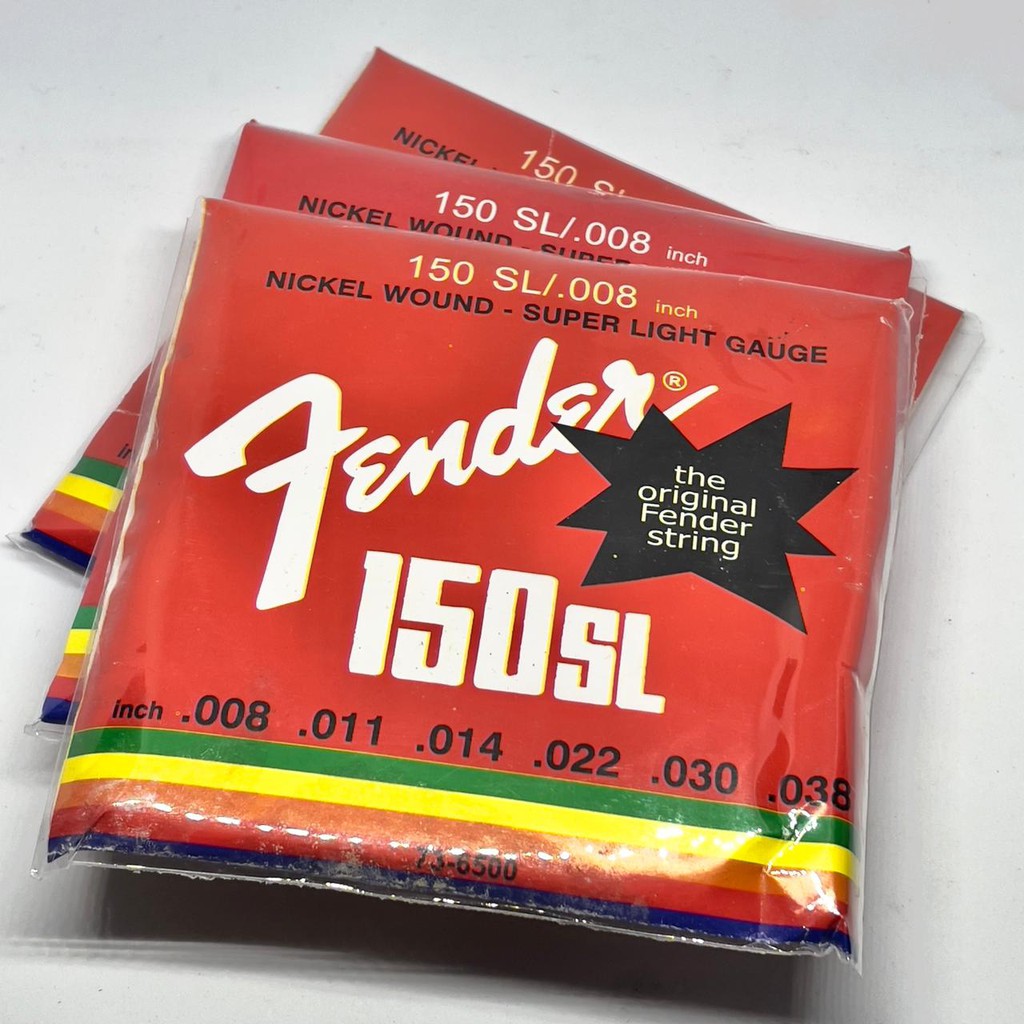 NICKEL
150 SL
150 SL/.008 inch
NICKEL WOUND - SUPER
150 SL/.008 inch
NICKEL WOUND - SUPER LIGHT GAUGE
Fender®
the
original
Fender
string
150SL
inch .008 .011 .014 .022 .030 .038
73-6500